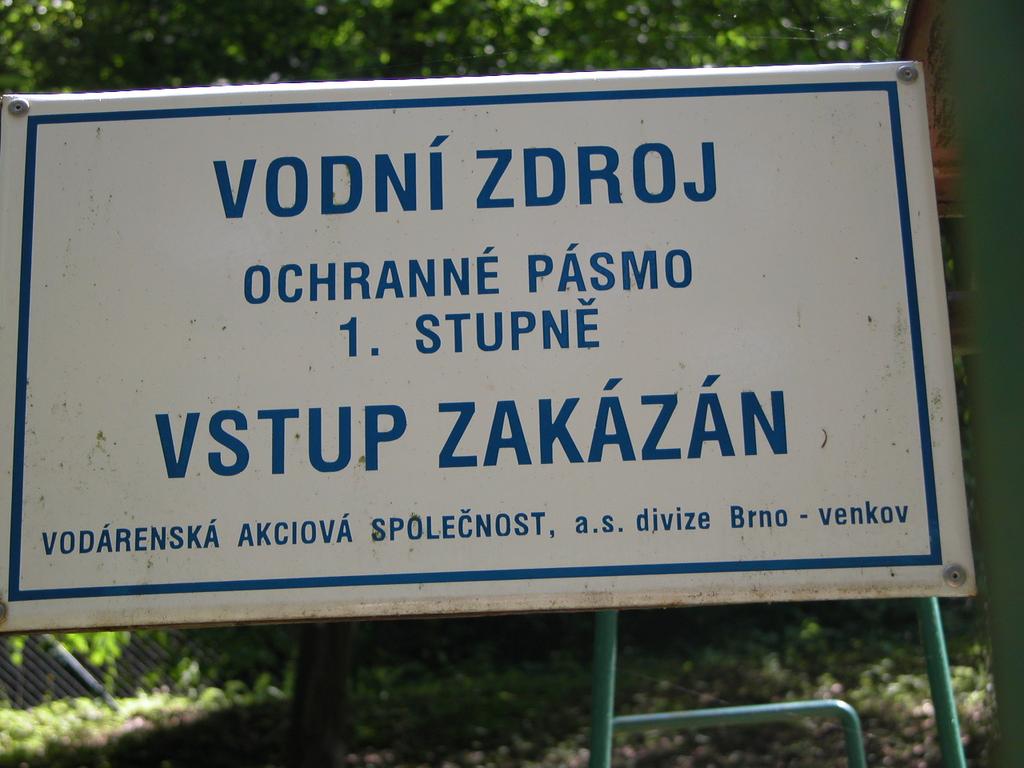 VODNÍ ZDROJ
OCHRANNÉ PÁSMO
1. STUPNĚ
VSTUP ZAKÁZÁN
VODÁRENSKÁ AKCIOVÁ SPOLEČNOST, a.s. divize Brno - venkov